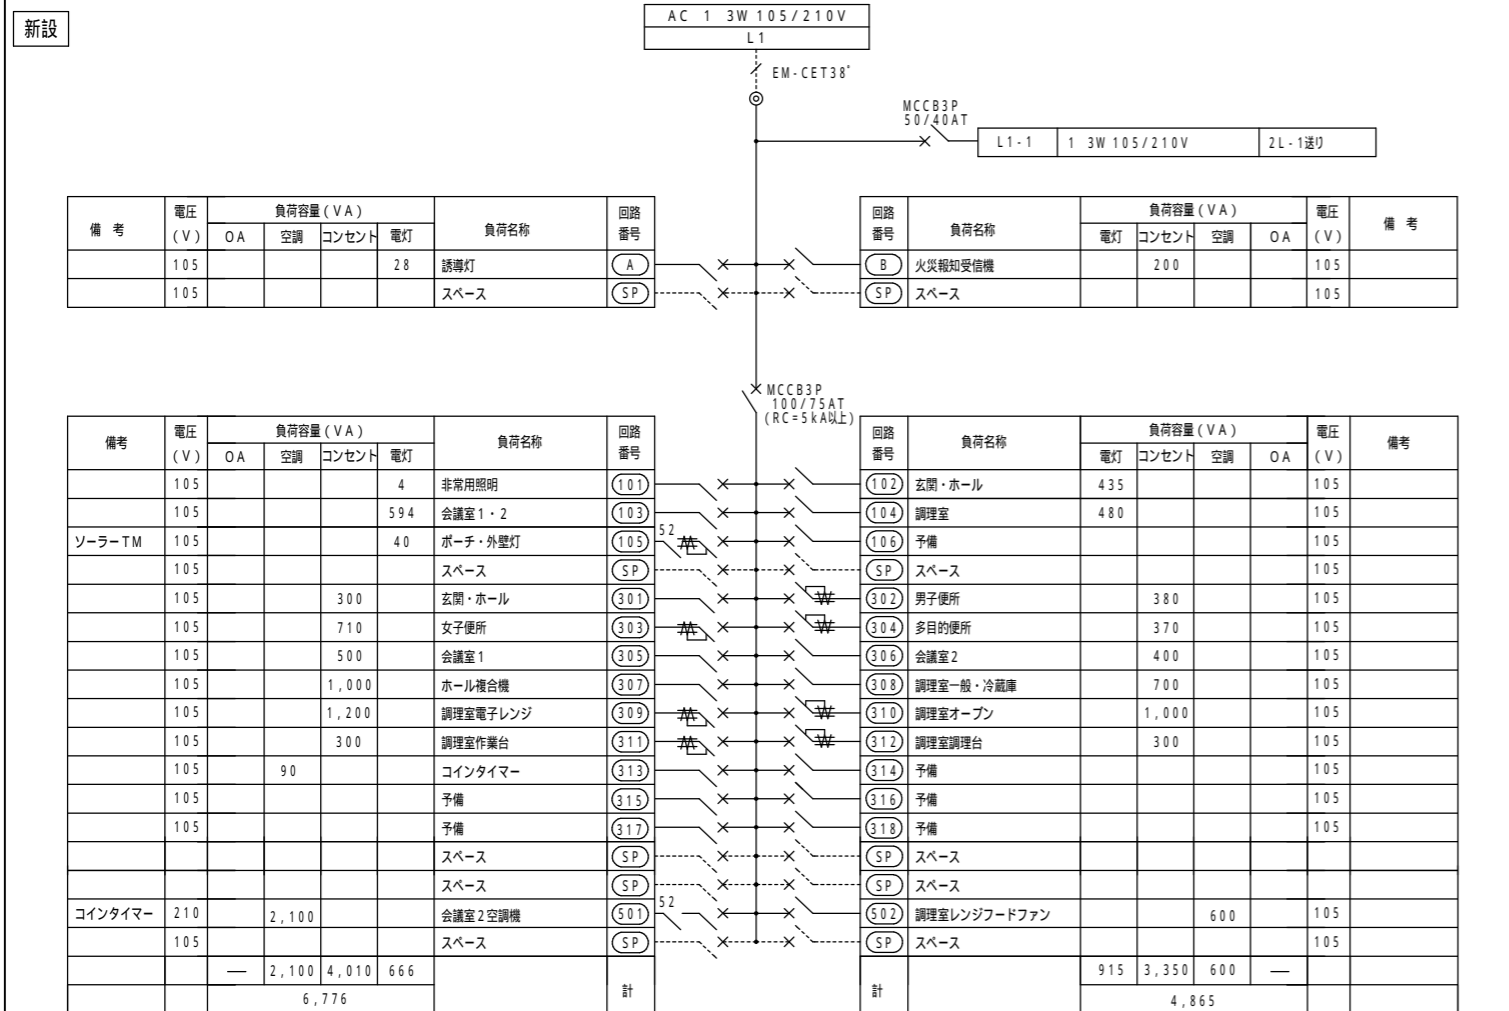 新設
AC 1 3W 105/210V
L1
EM-CET38°
MCCB3P
50/40AT
L1-1 1 3W 105/210V 2L-1送り
備 考 電圧(V) 負荷容量(VA) 負荷名称 回路番号
OA 空調 コンセント 電灯
105 28 誘導灯 A
105 スペース SP
回路番号 負荷名称 負荷容量(VA) 電圧(V) 備 考
電灯 コンセント 空調 OA
B 火災報知受信機 200 105
SP スペース 105
MCCB3P
100/75AT
(RC=5kA以上)
備考 電圧(V) 負荷容量(VA) 負荷名称 回路番号
OA 空調 コンセント 電灯
105 4 非常用照明 101
105 594 会議室1・2 103
ソーラーTM 105 40 ポーチ・外壁灯 105 52
105 スペース SP
105 300 玄関・ホール 301
105 710 女子便所 303
105 500 会議室1 305
105 1,000 ホール複合機 307
105 1,200 調理室電子レンジ 309
105 300 調理室作業台 311
105 90 コインタイマー 313
105 予備 315
105 予備 317
スペース SP
スペース SP
コインタイマー 210 2,100 会議室2空調機 501 52
105 スペース SP
— 2,100 4,010 666
6,776
計
回路番号 負荷名称 負荷容量(VA) 電圧(V) 備考
電灯 コンセント 空調 OA
102 玄関・ホール 435 105
104 調理室 480 105
106 予備 105
SP スペース 105
302 男子便所 380 105
304 多目的便所 370 105
306 会議室2 400 105
308 調理室一般・冷蔵庫 700 105
310 調理室オーブン 1,000 105
312 調理室調理台 300 105
314 予備 105
316 予備 105
318 予備 105
SP スペース
SP スペース
502 調理室レンジフードファン 600 105
SP スペース 105
915 3,350 600 —
計
4,865